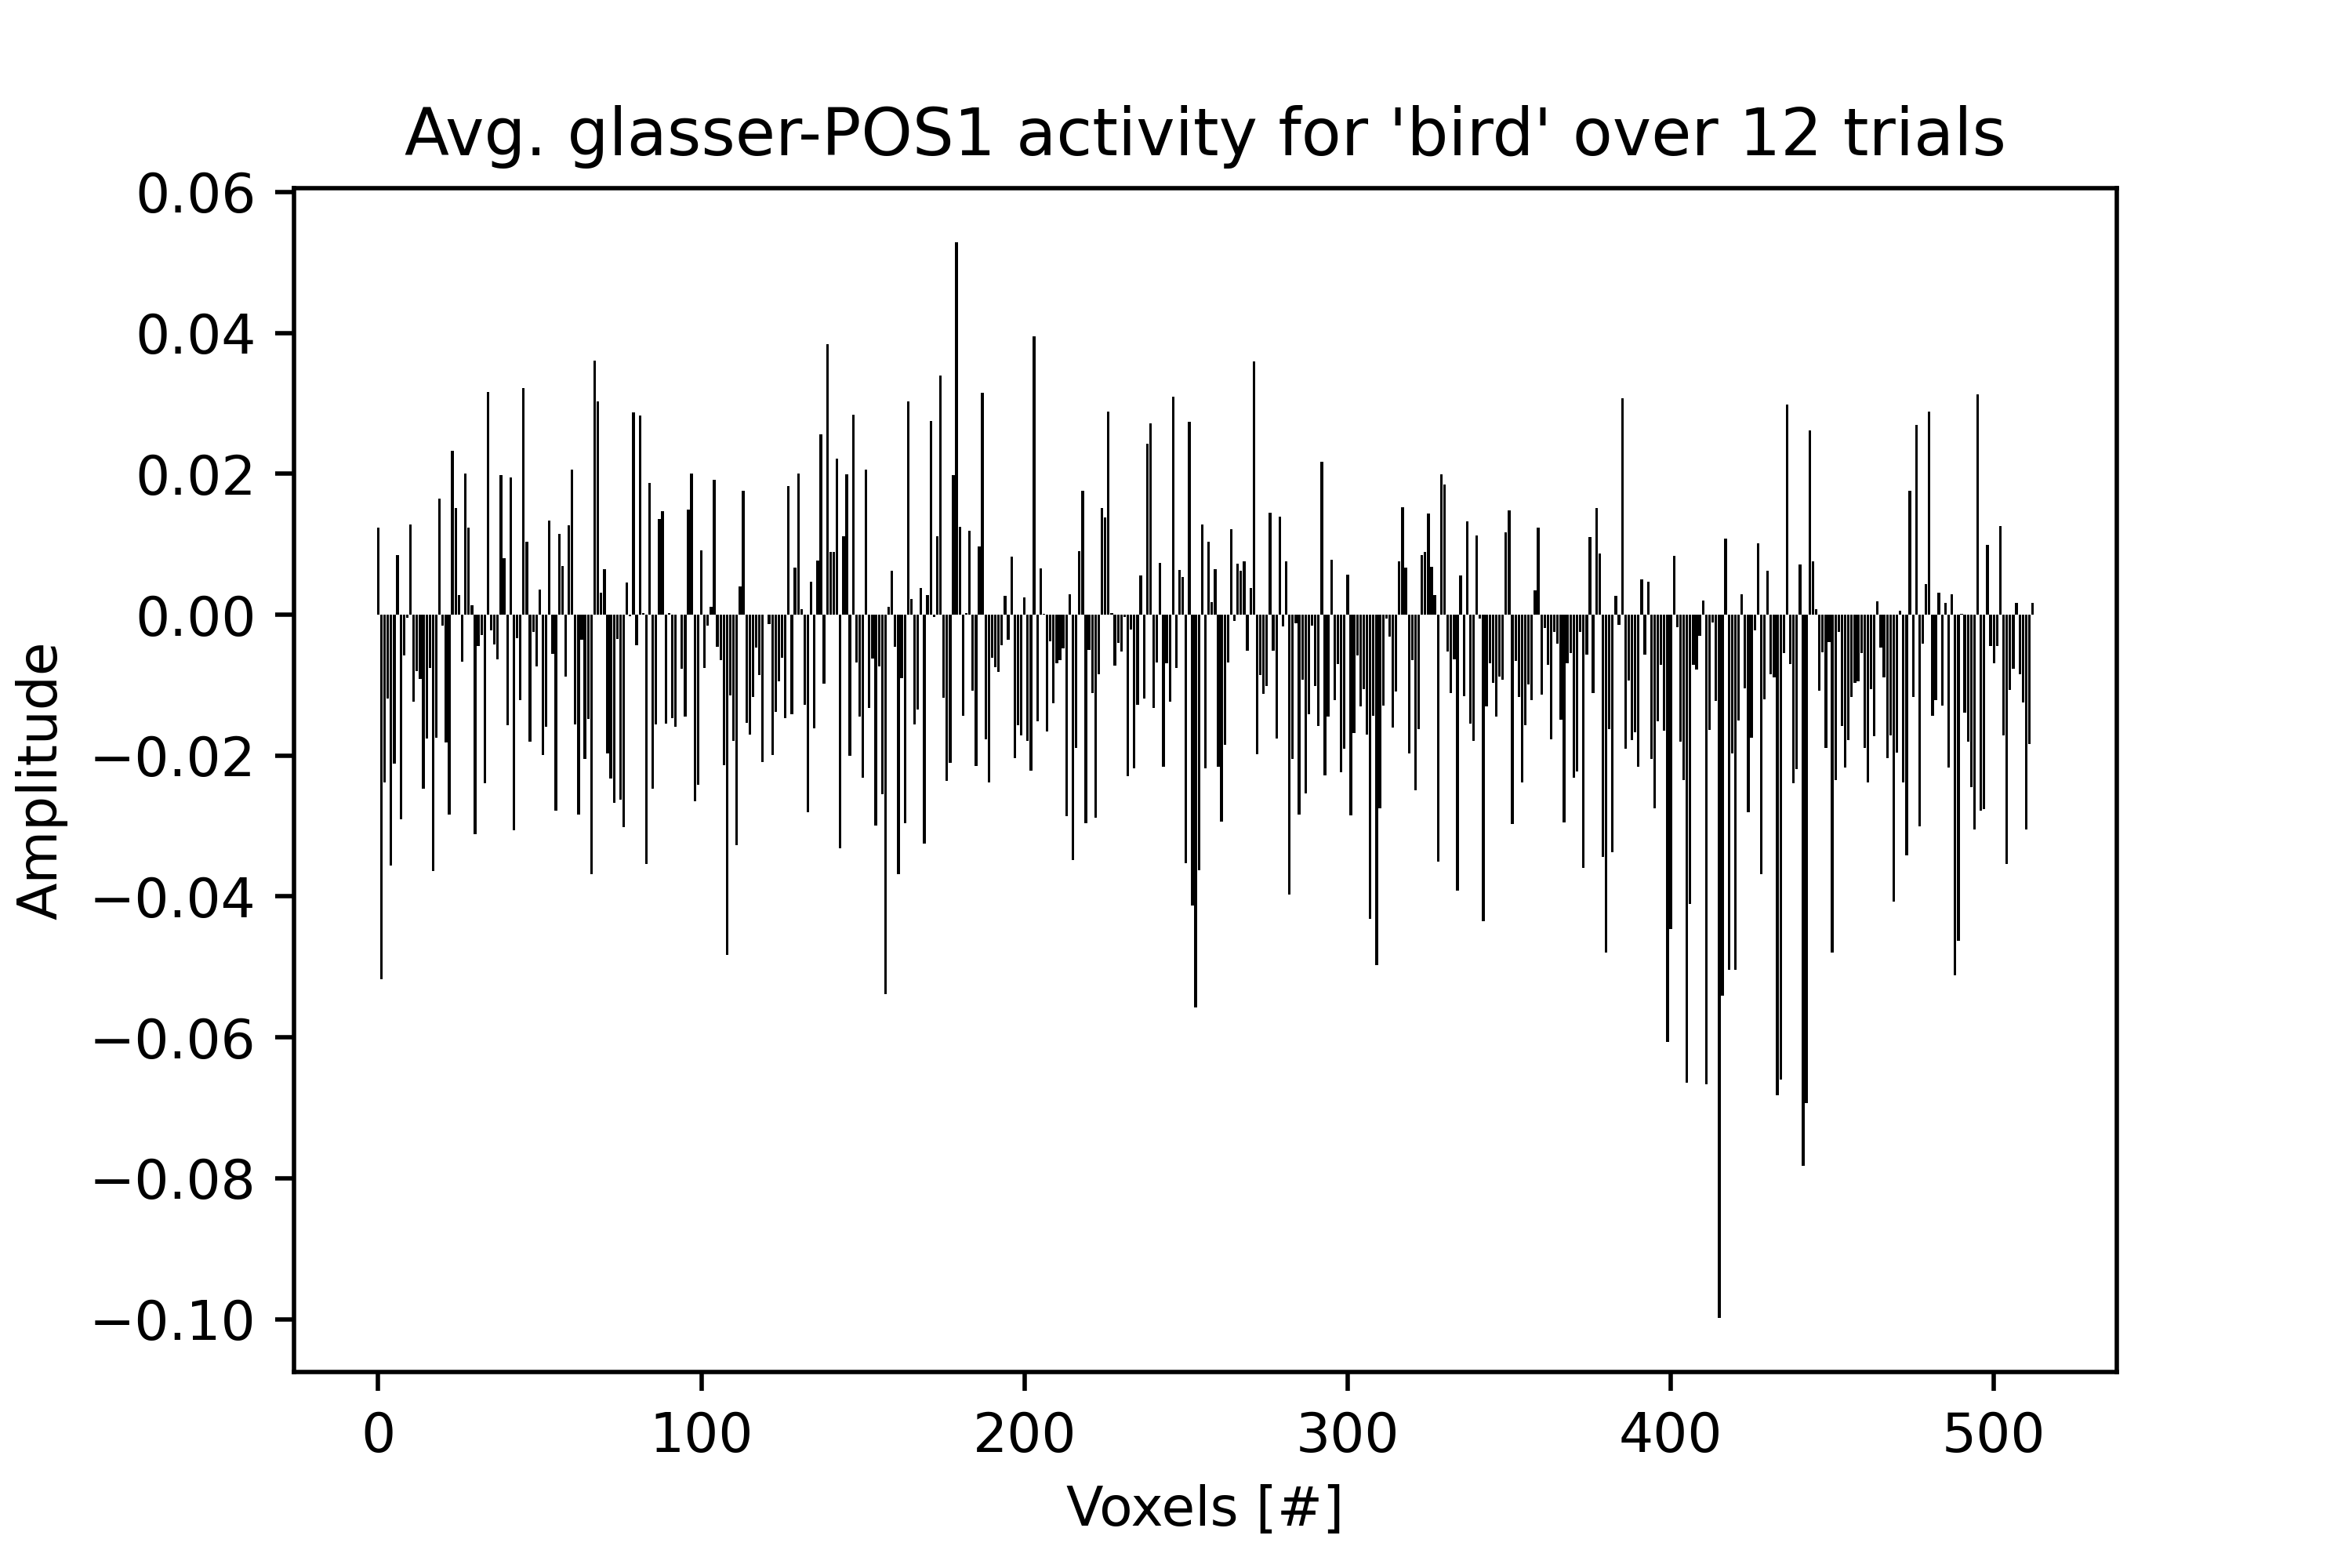 Avg. glasser-POS1 activity for 'bird' over 12 trials
0.06
0.04
0.02
0.00
−0.02
−0.04
−0.06
−0.08
−0.10
Amplitude
0 100 200 300 400 500
Voxels [#]